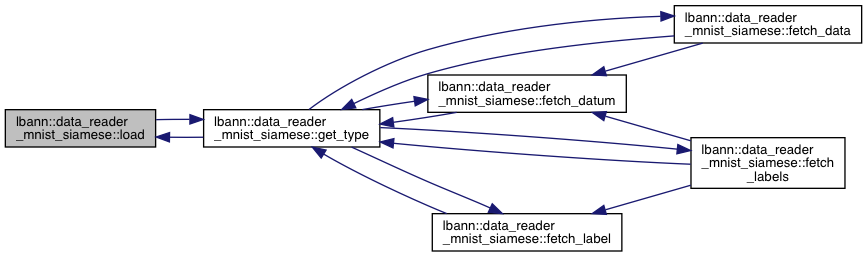 lbann::data_reader
_mnist_siamese::load
lbann::data_reader
_mnist_siamese::get_type
lbann::data_reader
_mnist_siamese::fetch_datum
lbann::data_reader
_mnist_siamese::fetch_data
lbann::data_reader
_mnist_siamese::fetch
_labels
lbann::data_reader
_mnist_siamese::fetch_label